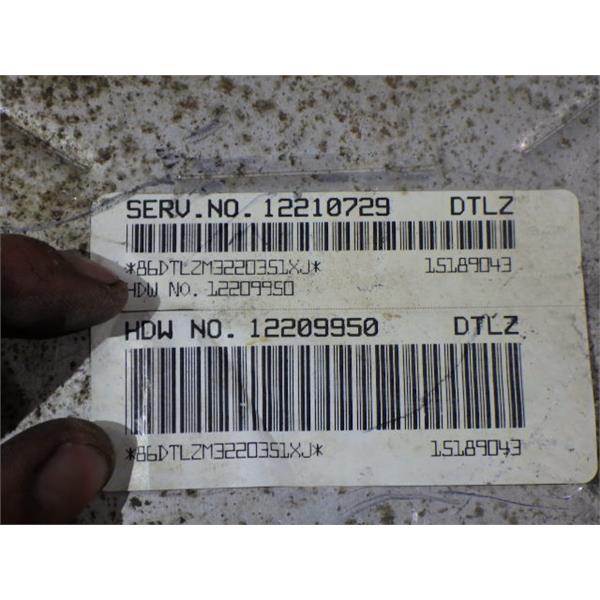 SERV.NO. 12210729 DTLZ
*86DTLZM3220351XJ* 15189043
HDW NO. 12209950
HDW NO. 12209950 DTLZ
*86DTLZM3220351XJ* 15189043